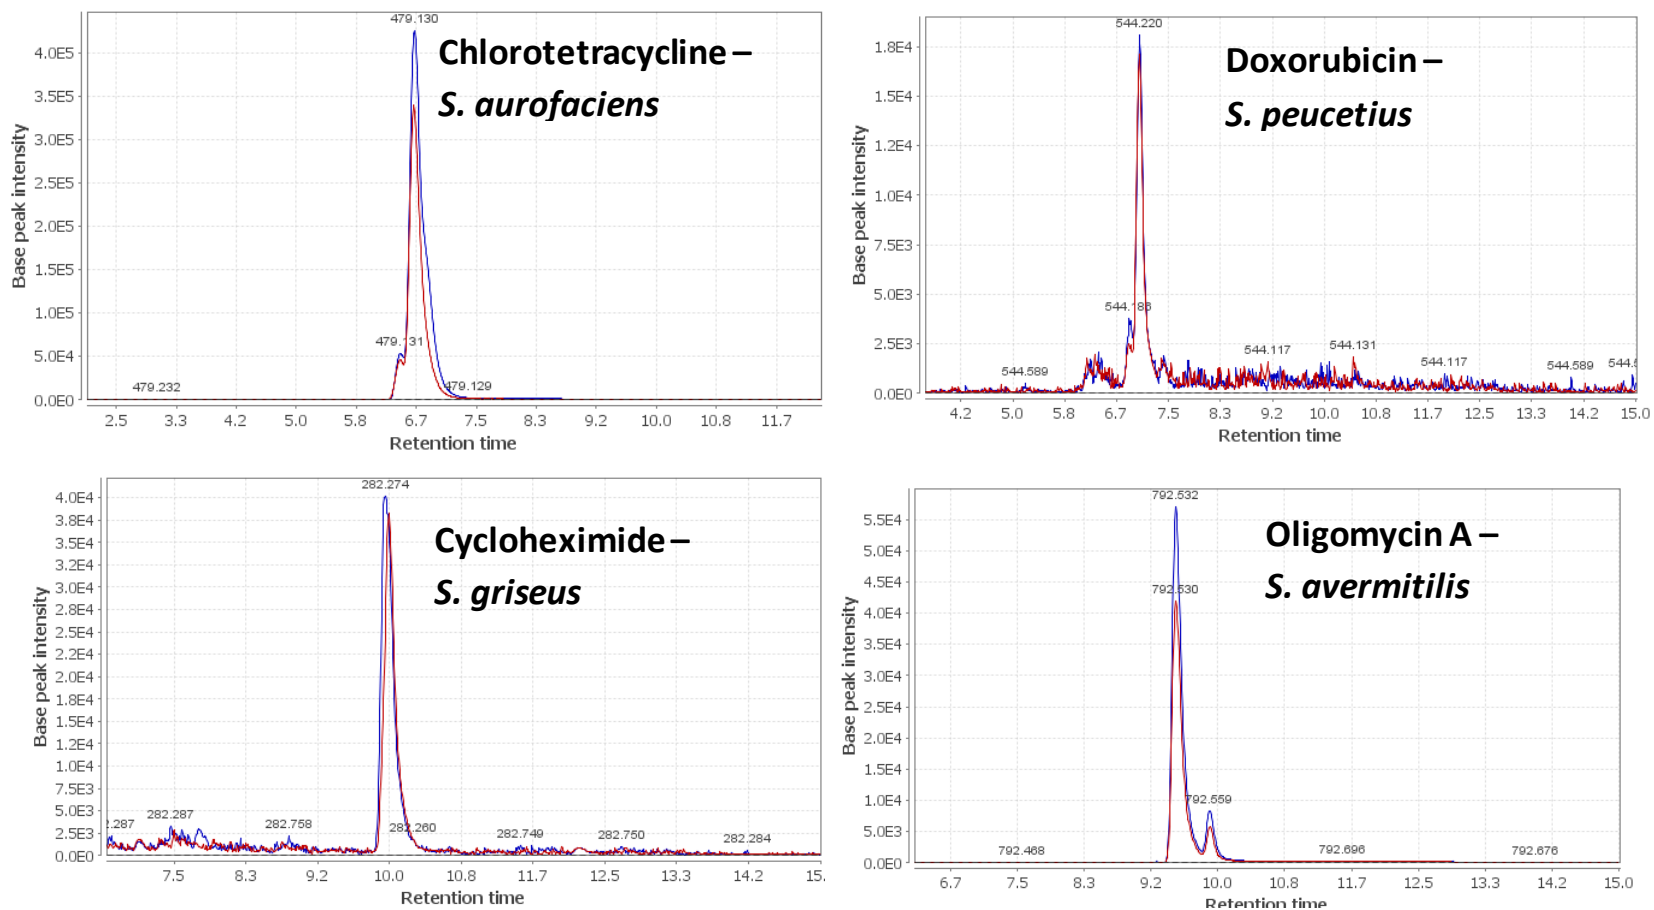 479.130
Chlorotetracycline –
S. aurofaciens
4.0E5
3.5E5
3.0E5
2.5E5
2.0E5
1.5E5
1.0E5
5.0E4
0.0E0
Base peak intensity
479.131
479.232
479.129
2.5 3.3 4.2 5.0 5.8 6.7 7.5 8.3 9.2 10.0 10.8 11.7
Retention time
544.220
Doxorubicin –
S. peucetius
1.8E4
1.5E4
1.2E4
1.0E4
7.5E3
5.0E3
2.5E3
0.0E0
Base peak intensity
544.186
544.589
544.117
544.131
544.117
544.589
544.5
4.2 5.0 5.8 6.7 7.5 8.3 9.2 10.0 10.8 11.7 12.5 13.3 14.2 15.0
Retention time
282.274
Cycloheximide –
S. griseus
4.0E4
3.8E4
3.5E4
3.2E4
3.0E4
2.8E4
2.5E4
2.2E4
2.0E4
1.8E4
1.5E4
1.2E4
1.0E4
7.5E3
5.0E3
2.5E3
0.0E0
Base peak intensity
2.287
282.287
282.758
282.260
282.749
282.750
282.284
7.5 8.3 9.2 10.0 10.8 11.7 12.5 13.3 14.2 15.
Retention time
792.532
Oligomycin A –
S. avermitilis
5.5E4
5.0E4
4.5E4
4.0E4
3.5E4
3.0E4
2.5E4
2.0E4
1.5E4
1.0E4
5.0E3
0.0E0
Base peak intensity
792.530
792.559
792.468
792.696
792.676
6.7 7.5 8.3 9.2 10.0 10.8 11.7 12.5 13.3 14.2 15.0
Retention time